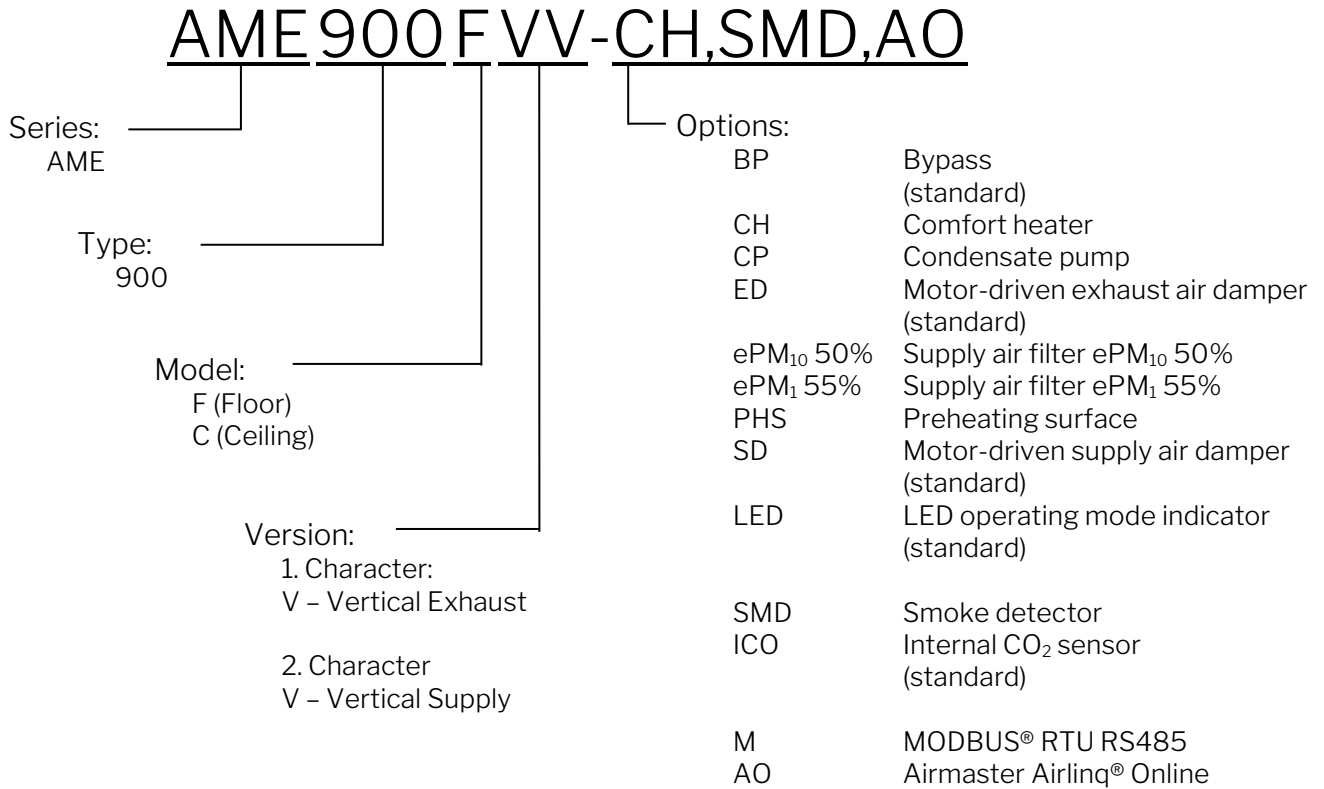 AME900FVV-CH,SMD,AO
Series:
AME
Type:
900
Model:
F (Floor)
C (Ceiling)
Version:
1. Character:
V – Vertical Exhaust
2. Character
V – Vertical Supply
Options:
BP Bypass
(standard)
CH Comfort heater
CP Condensate pump
ED Motor-driven exhaust air damper
(standard)
ePM₁₀ 50% Supply air filter ePM₁₀ 50%
ePM₁ 55% Supply air filter ePM₁ 55%
PHS Preheating surface
SD Motor-driven supply air damper
(standard)
LED LED operating mode indicator
(standard)
SMD Smoke detector
ICO Internal CO₂ sensor
(standard)
M MODBUS® RTU RS485
AO Airmaster Airlinq® Online